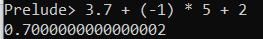 Prelude> 3.7 + (-1) * 5 + 2
0.7000000000000002